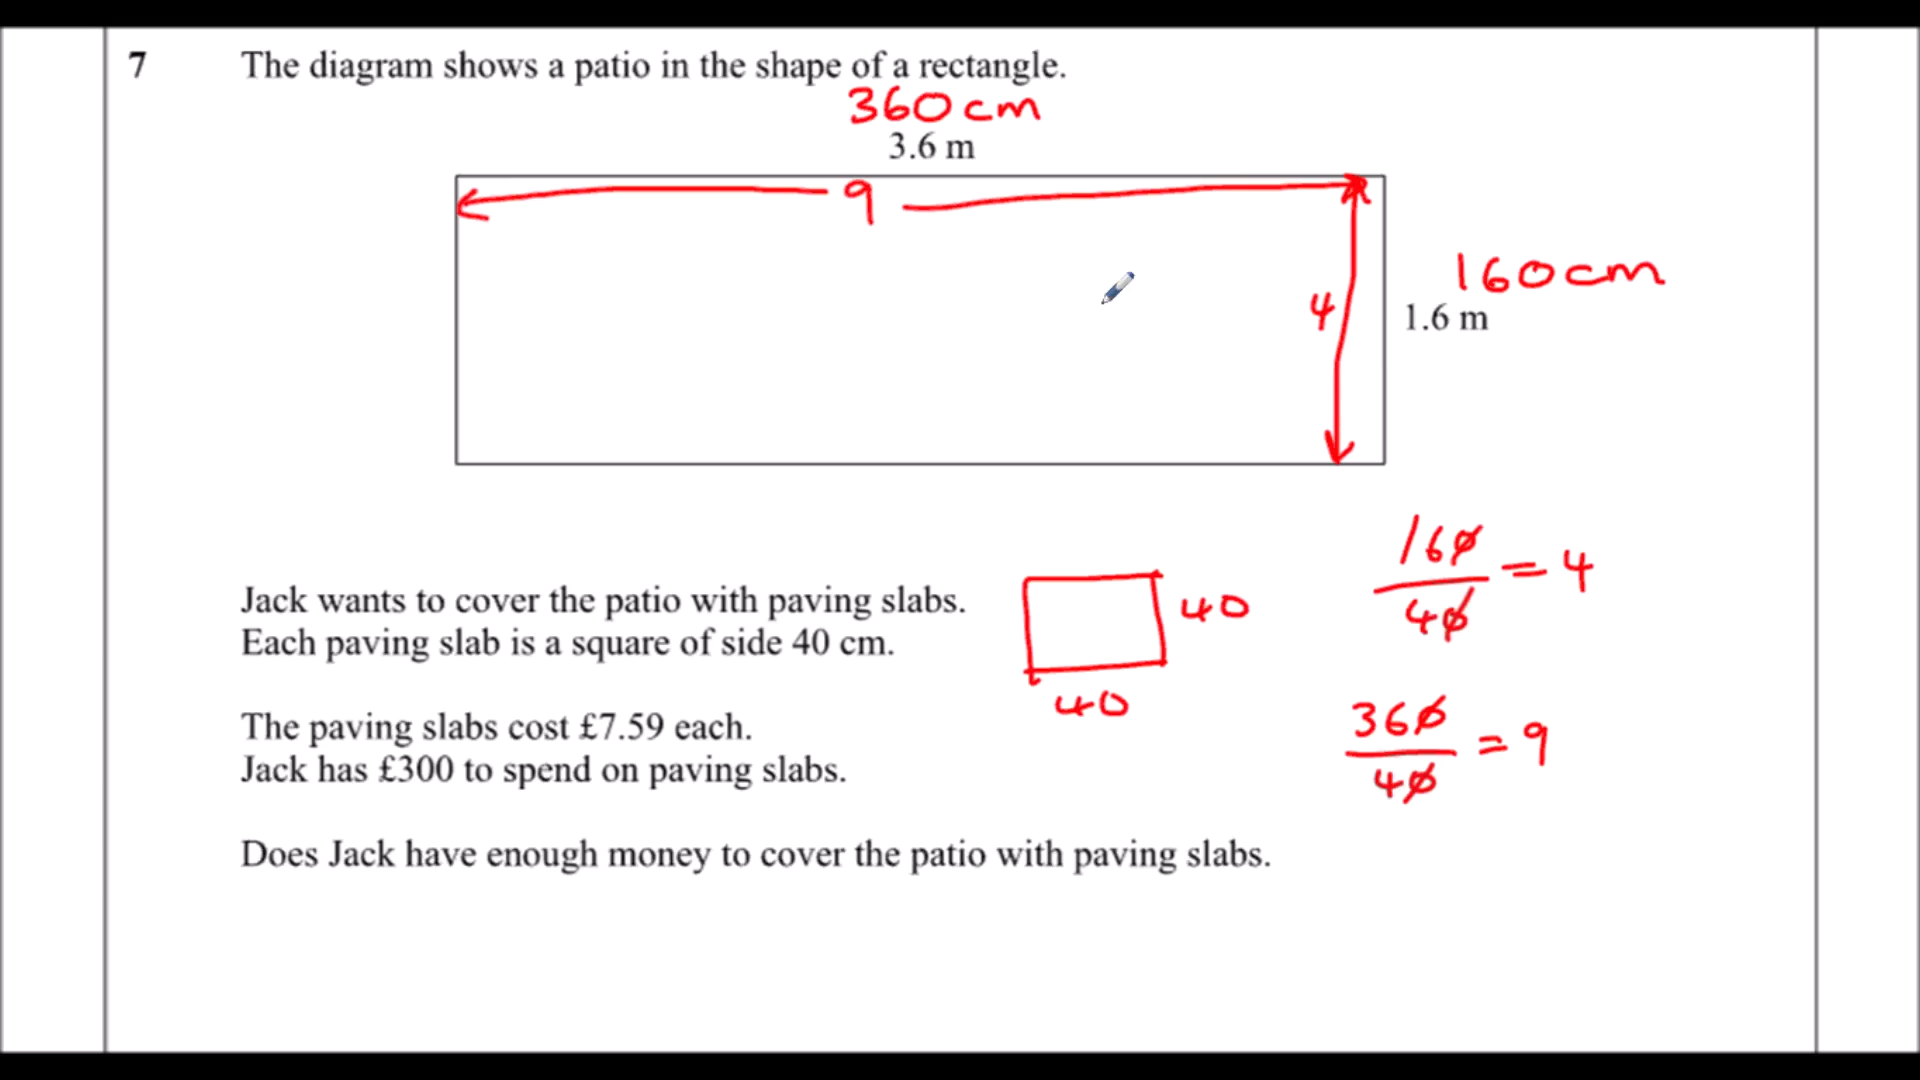 7 The diagram shows a patio in the shape of a rectangle.
360cm
3.6 m
9
160cm
4
1.6 m
160/40 = 4
Jack wants to cover the patio with paving slabs.
40
Each paving slab is a square of side 40 cm.
40
360/40 = 9
The paving slabs cost £7.59 each.
Jack has £300 to spend on paving slabs.
Does Jack have enough money to cover the patio with paving slabs.